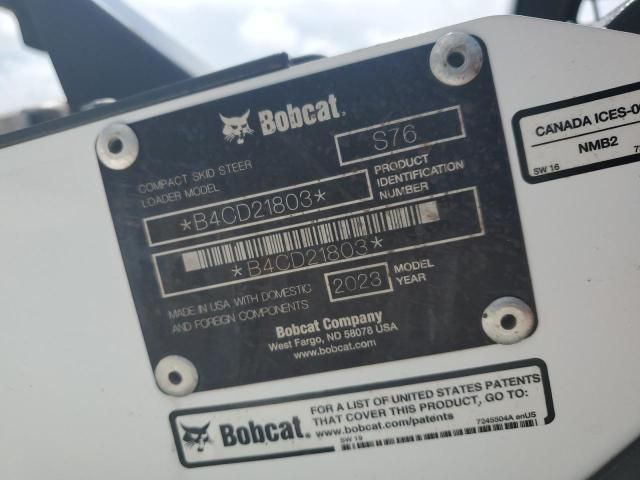 Bobcat.
COMPACT SKID STEER
LOADER MODEL
S76
PRODUCT
IDENTIFICATION
NUMBER
*B4CD21803*
*B4CD21803*
MADE IN USA WITH DOMESTIC
AND FOREIGN COMPONENTS
2023
MODEL
YEAR
Bobcat Company
West Fargo, ND 58078 USA
www.bobcat.com
CANADA ICES-0
NMB2
SW 16
7
Bobcat.
FOR A LIST OF UNITED STATES PATENTS
THAT COVER THIS PRODUCT, GO TO:
www.bobcat.com/patents
7245504A enUS
SW 19